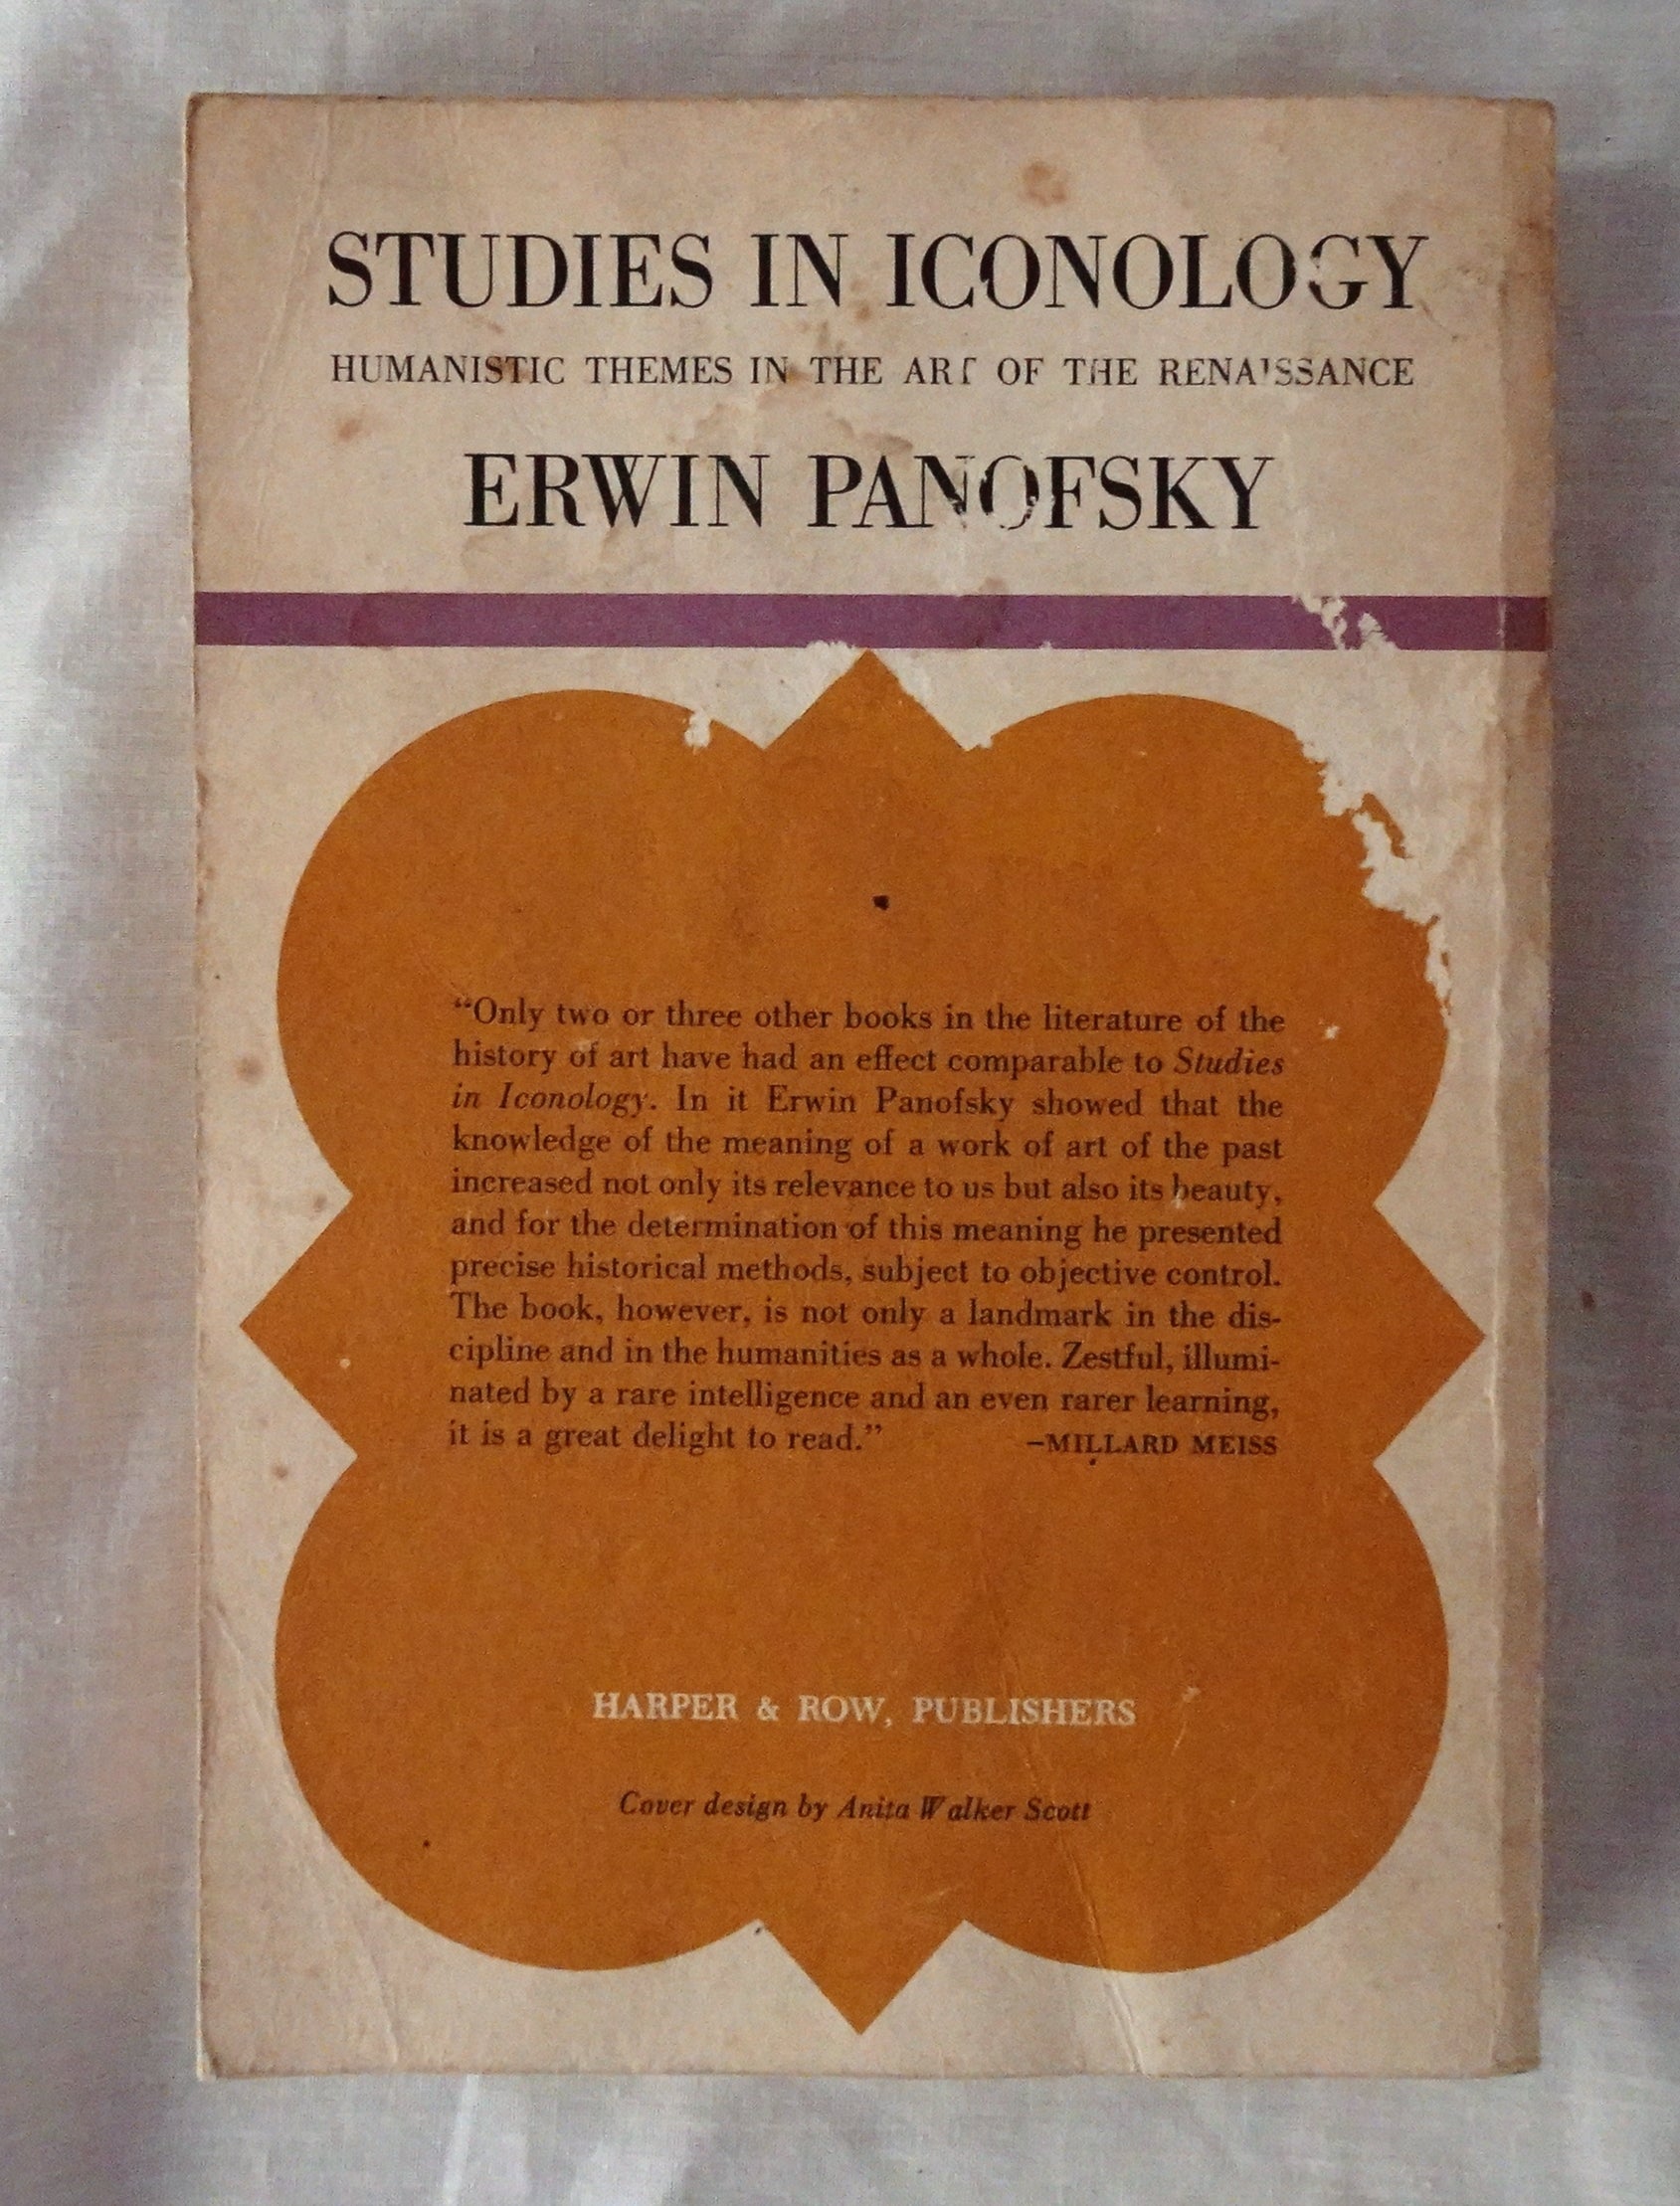 STUDIES IN ICONOLOGY
HUMANISTIC THEMES IN THE ART OF THE RENAISSANCE
ERWIN PANOFSKY
“Only two or three other books in the literature of the
history of art have had an effect comparable to Studies
in Iconology. In it Erwin Panofsky showed that the
knowledge of the meaning of a work of art of the past
increased not only its relevance to us but also its beauty,
and for the determination of this meaning he presented
precise historical methods, subject to objective control.
The book, however, is not only a landmark in the dis-
cipline and in the humanities as a whole. Zestful, illumi-
nated by a rare intelligence and an even rarer learning,
it is a great delight to read.” –MILLARD MEISS
HARPER & ROW, PUBLISHERS
Cover design by Anita Walker Scott